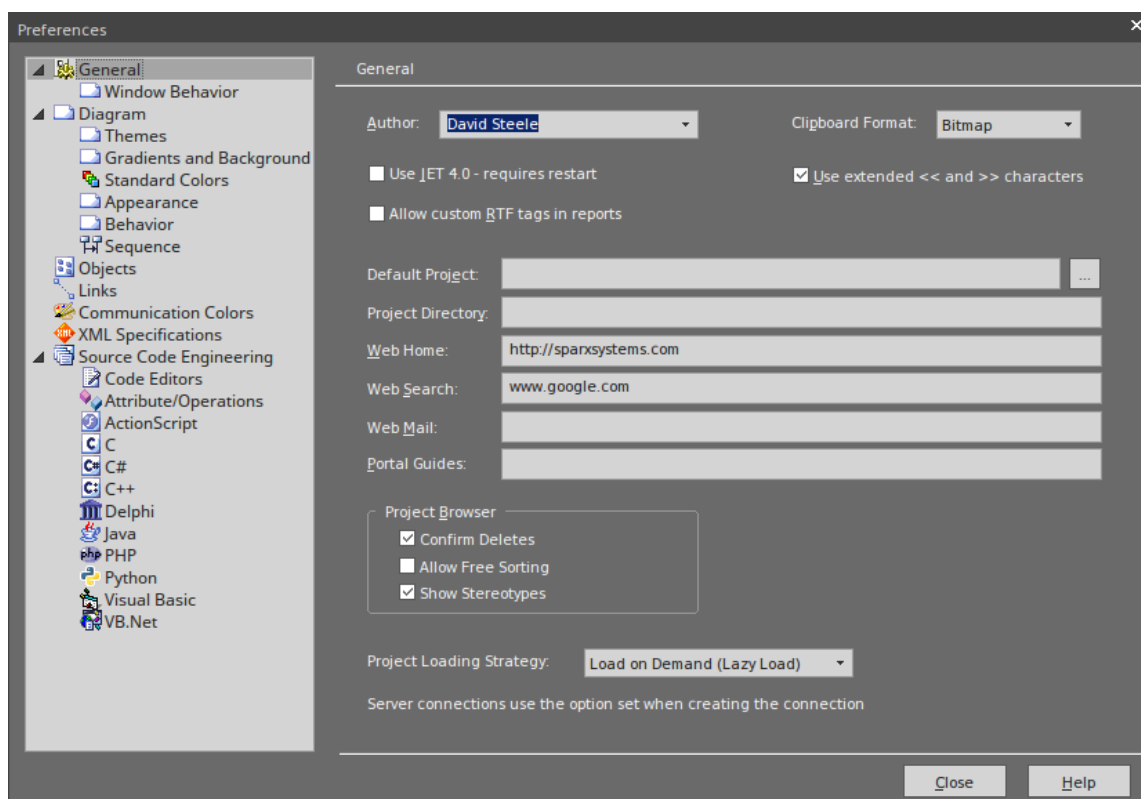 Preferences
General
Window Behavior
Diagram
Themes
Gradients and Background
Standard Colors
Appearance
Behavior
Sequence
Objects
Links
Communication Colors
XML Specifications
Source Code Engineering
Code Editors
Attribute/Operations
ActionScript
C
C#
C++
Delphi
Java
PHP
Python
Visual Basic
VB.Net
General
Author: David Steele Clipboard Format: Bitmap
Use JET 4.0 - requires restart Use extended << and >> characters
Allow custom RTF tags in reports
Default Project: ...
Project Directory:
Web Home: http://sparxsystems.com
Web Search: www.google.com
Web Mail:
Portal Guides:
Project Browser
Confirm Deletes
Allow Free Sorting
Show Stereotypes
Project Loading Strategy: Load on Demand (Lazy Load)
Server connections use the option set when creating the connection
Close Help